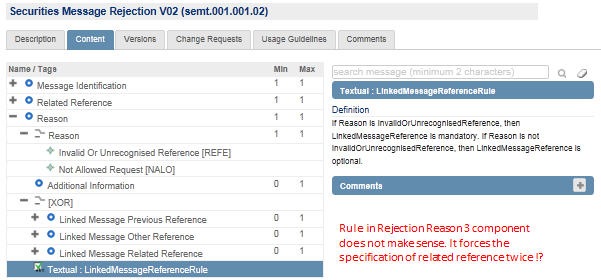 Securities Message Rejection V02 (semt.001.001.02)
Description Content Versions Change Requests Usage Guidelines Comments
Name / Tags Min Max
Message Identification 1 1
Related Reference 1 1
Reason 1 1
Reason 1 1
Invalid Or Unrecognised Reference [REFE]
Not Allowed Request [NALO]
Additional Information 0 1
[XOR]
Linked Message Previous Reference 0 1
Linked Message Other Reference 0 1
Linked Message Related Reference 0 1
Textual : LinkedMessageReferenceRule
search message (minimum 2 characters)
Textual : LinkedMessageReferenceRule
Definition
If Reason is InvalidOrUnrecognisedReference, then
LinkedMessageReference is mandatory. If Reason is not
InvalidOrUnrecognisedReference, then LinkedMessageReference is
optional.
Comments
Rule in Rejection Reason 3 component
does not make sense. It forces the
specification of related reference twice !?